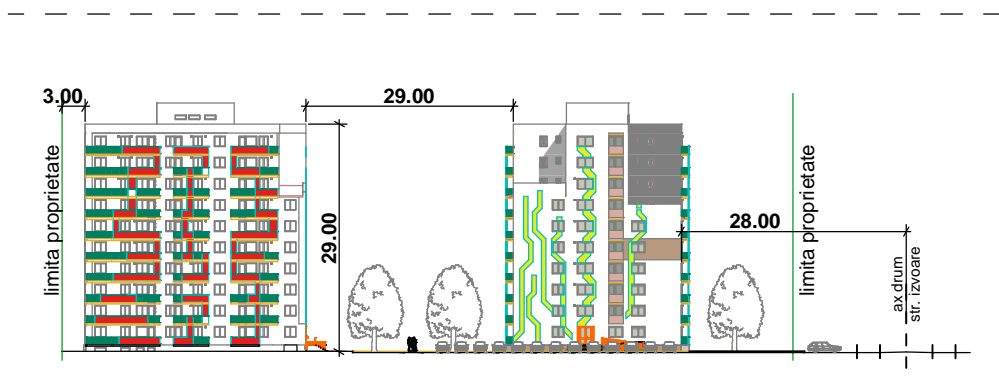 3.00
29.00
limita proprietate
29.00
28.00
limita proprietate
ax drum
str. Izvoare